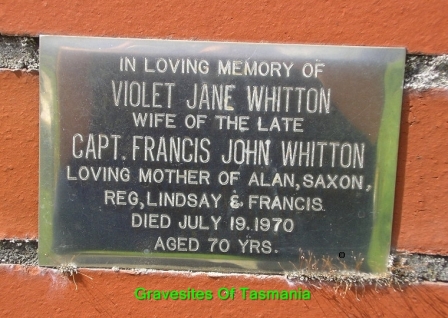 IN LOVING MEMORY OF
VIOLET JANE WHITTON
WIFE OF THE LATE
CAPT. FRANCIS JOHN WHITTON
LOVING MOTHER OF ALAN, SAXON,
REG, LINDSAY & FRANCIS.
DIED JULY 19.1970
AGED 70 YRS.
Gravesites Of Tasmania